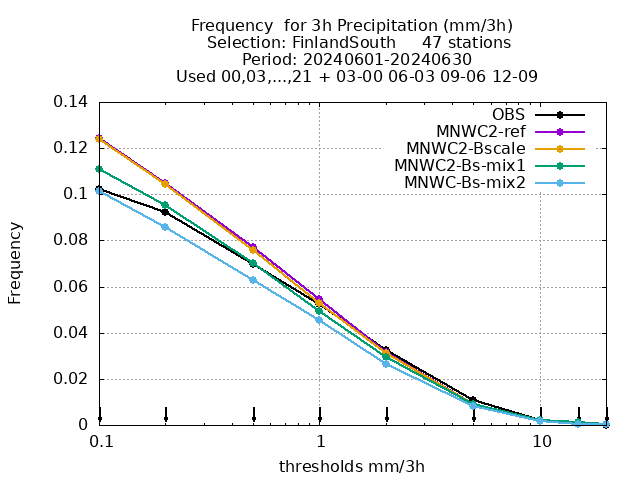 Frequency  for 3h Precipitation (mm/3h)
Selection: FinlandSouth     47 stations
Period: 20240601-20240630
Used 00,03,...,21 + 03-00 06-03 09-06 12-09
0.14
0.12
0.1
0.08
0.06
0.04
0.02
0
Frequency
OBS
MNWC2-ref
MNWC2-Bscale
MNWC2-Bs-mix1
MNWC-Bs-mix2
0.1 1 10
thresholds mm/3h